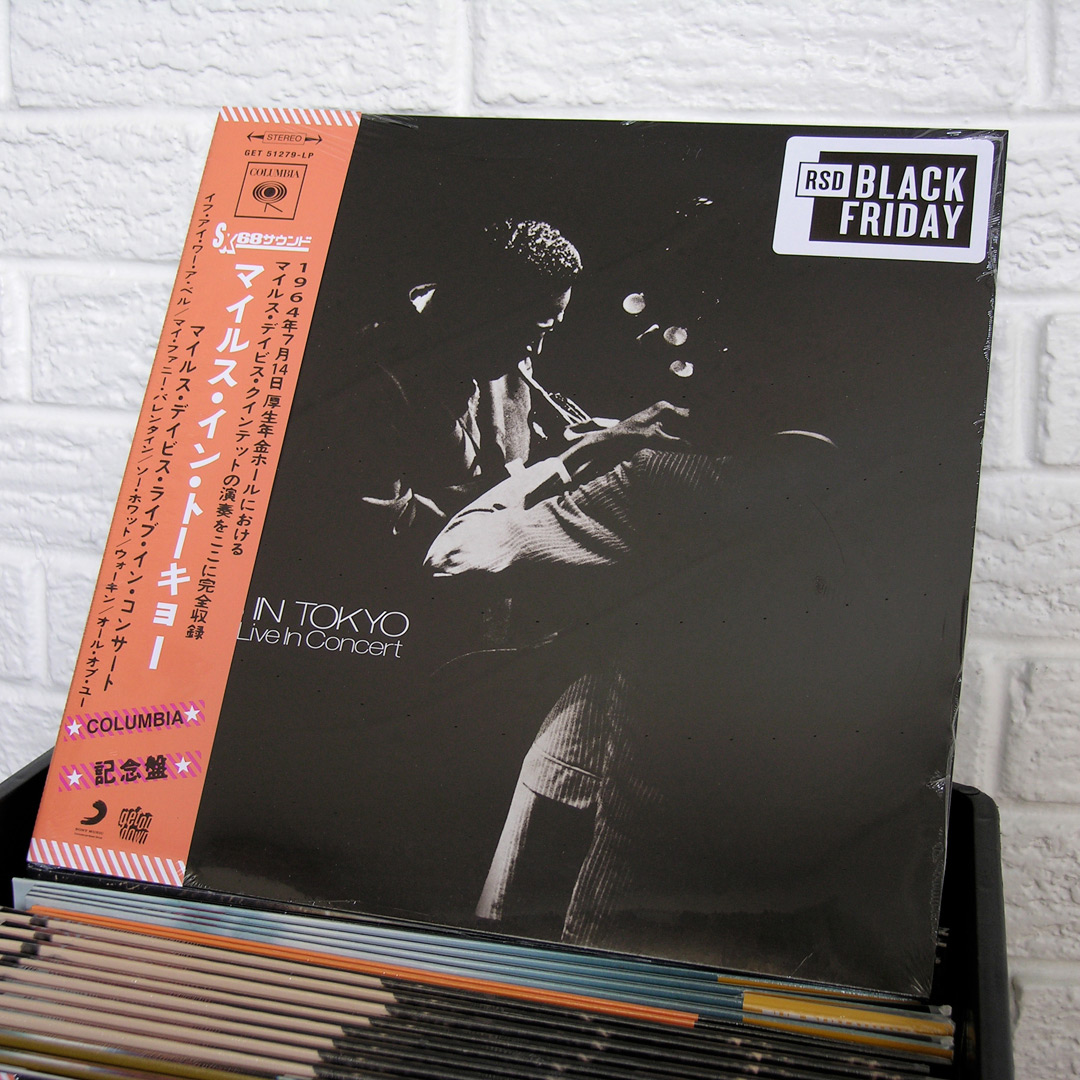 STEREO
GET 51279-LP
COLUMBIA
SX68サウンド
1964年7月14日 厚生年金ホールにおける
マイルス・デイビス・クインテットの演奏をここに完全収録
マイルス・イン・トーキョー
マイルス・デイビス・ライブ・イン・コンサート
イフ・アイ・ワー・ア・ベル/マイ・ファニー・バレンタイン/ソー・ホワット/ウォーキン/オール・オブ・ユー
COLUMBIA
記念盤
SONY MUSIC
get on down
IN TOKYO
Live In Concert
RSD BLACK
FRIDAY